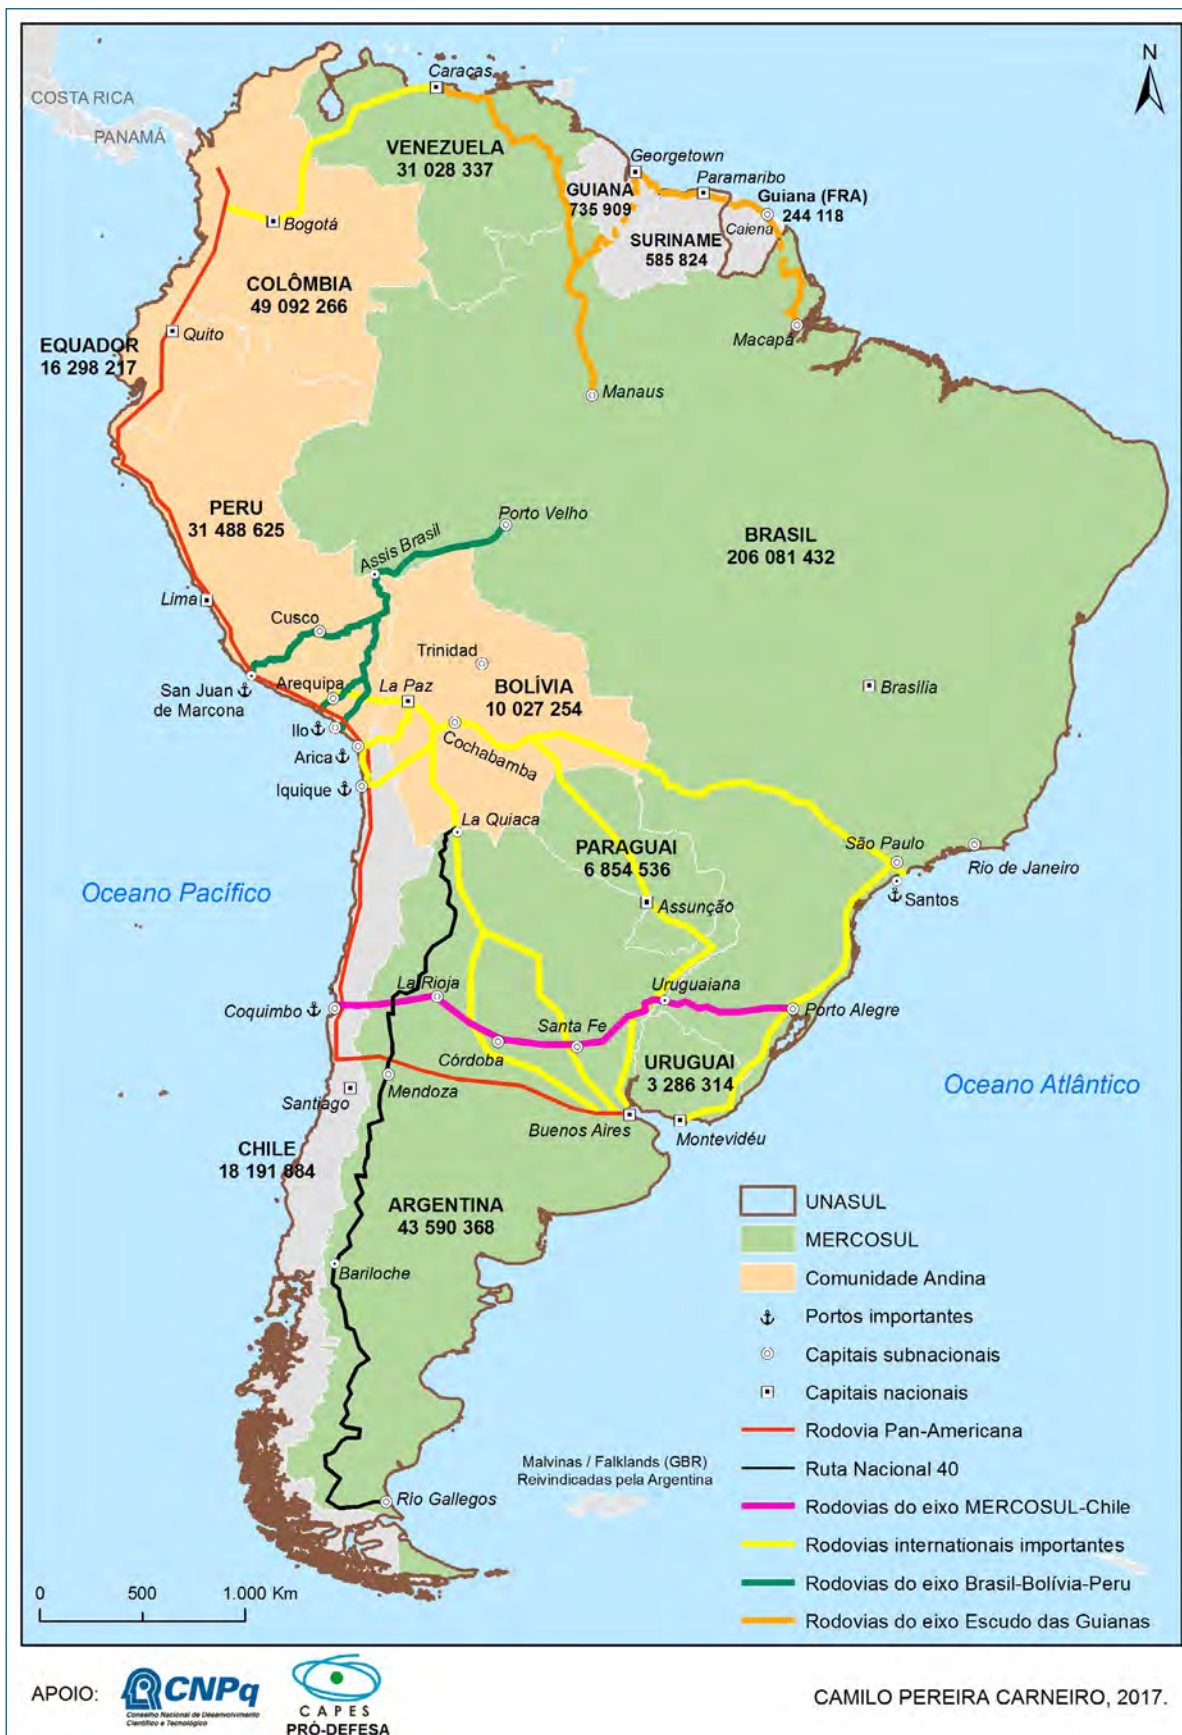 N
COSTA RICA
PANAMÁ
Caracas
VENEZUELA
31 028 337
Georgetown
Paramaribo
GUIANA
735 909
Guiana (FRA)
244 118
Caiena
SURINAME
585 824
Bogotá
COLÔMBIA
49 092 266
Quito
EQUADOR
16 298 217
Macapá
Manaus
PERU
31 488 625
Porto Velho
Assis Brasil
BRASIL
206 081 432
Lima
Cusco
Trinidad
San Juan
de Marcona
Arequipa
La Paz
BOLÍVIA
10 027 254
Brasília
Ilo
Arica
Cochabamba
Iquique
La Quiaca
São Paulo
Rio de Janeiro
PARAGUAI
6 854 536
Santos
Oceano Pacífico
Assunção
La Rioja
Uruguaiana
Coquimbo
Porto Alegre
Santa Fe
Córdoba
URUGUAI
3 286 314
Oceano Atlântico
Mendoza
Santiago
Buenos Aires
Montevidéu
CHILE
18 191 884
ARGENTINA
43 590 368
Bariloche
Rio Gallegos
Malvinas / Falklands (GBR)
Reivindicadas pela Argentina
UNASUL
MERCOSUL
Comunidade Andina
Portos importantes
Capitais subnacionais
Capitais nacionais
Rodovia Pan-Americana
Ruta Nacional 40
Rodovias do eixo MERCOSUL-Chile
Rodovias internationais importantes
Rodovias do eixo Brasil-Bolívia-Peru
Rodovias do eixo Escudo das Guianas
0 500 1.000 Km
APOIO:
CNPq
Conselho Nacional de Desenvolvimento
Científico e Tecnológico
CAPES
PRÓ-DEFESA
CAMILO PEREIRA CARNEIRO, 2017.